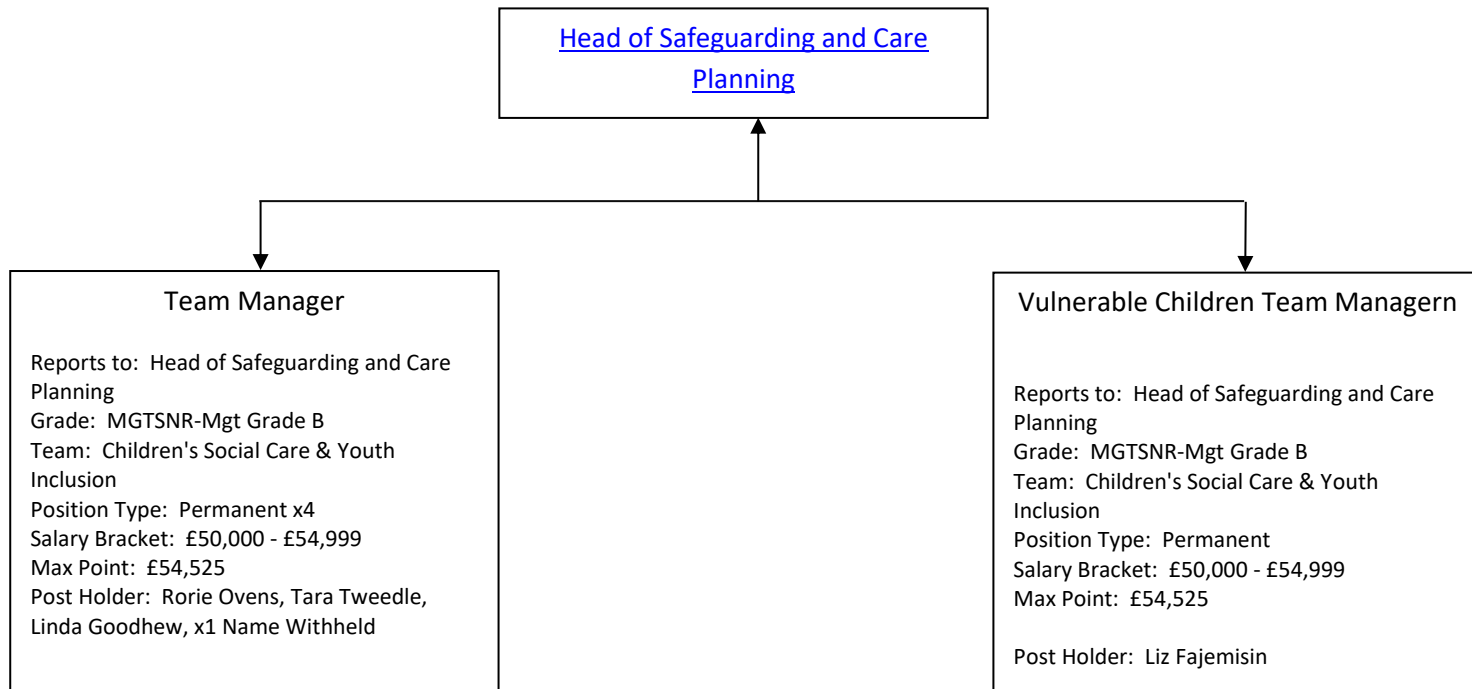 Head of Safeguarding and Care
Planning
Team Manager
Reports to: Head of Safeguarding and Care
Planning
Grade: MGTSNR-Mgt Grade B
Team: Children's Social Care & Youth
Inclusion
Position Type: Permanent x4
Salary Bracket: £50,000 - £54,999
Max Point: £54,525
Post Holder: Rorie Ovens, Tara Tweedle,
Linda Goodhew, x1 Name Withheld
Vulnerable Children Team Managern
Reports to: Head of Safeguarding and Care
Planning
Grade: MGTSNR-Mgt Grade B
Team: Children's Social Care & Youth
Inclusion
Position Type: Permanent
Salary Bracket: £50,000 - £54,999
Max Point: £54,525
Post Holder: Liz Fajemisin